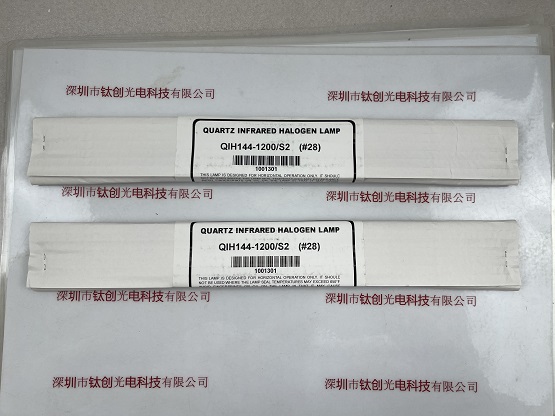 深圳市钛创光电科技有限公司
深圳市钛创光电科技有限公司
QUARTZ INFRARED HALOGEN LAMP
QIH144-1200/S2 (#28)
1001301
THIS LAMP IS DESIGNED FOR HORIZONTAL OPERATION ONLY. IT SHOULD
深圳市钛创光电科技有限公司
深圳市钛创光电科技有限公司
QUARTZ INFRARED HALOGEN LAMP
QIH144-1200/S2 (#28)
1001301
THIS LAMP IS DESIGNED FOR HORIZONTAL OPERATION ONLY. IT SHOULD
NOT BE USED WHERE THE LAMP SEAL TEMPERATURES MAY EXCEED
深圳市钛创光电科技有限公司
深圳市钛创光电科技有限公司
深圳市钛创光电科技有限公司
深圳市钛创光电科技有限公司